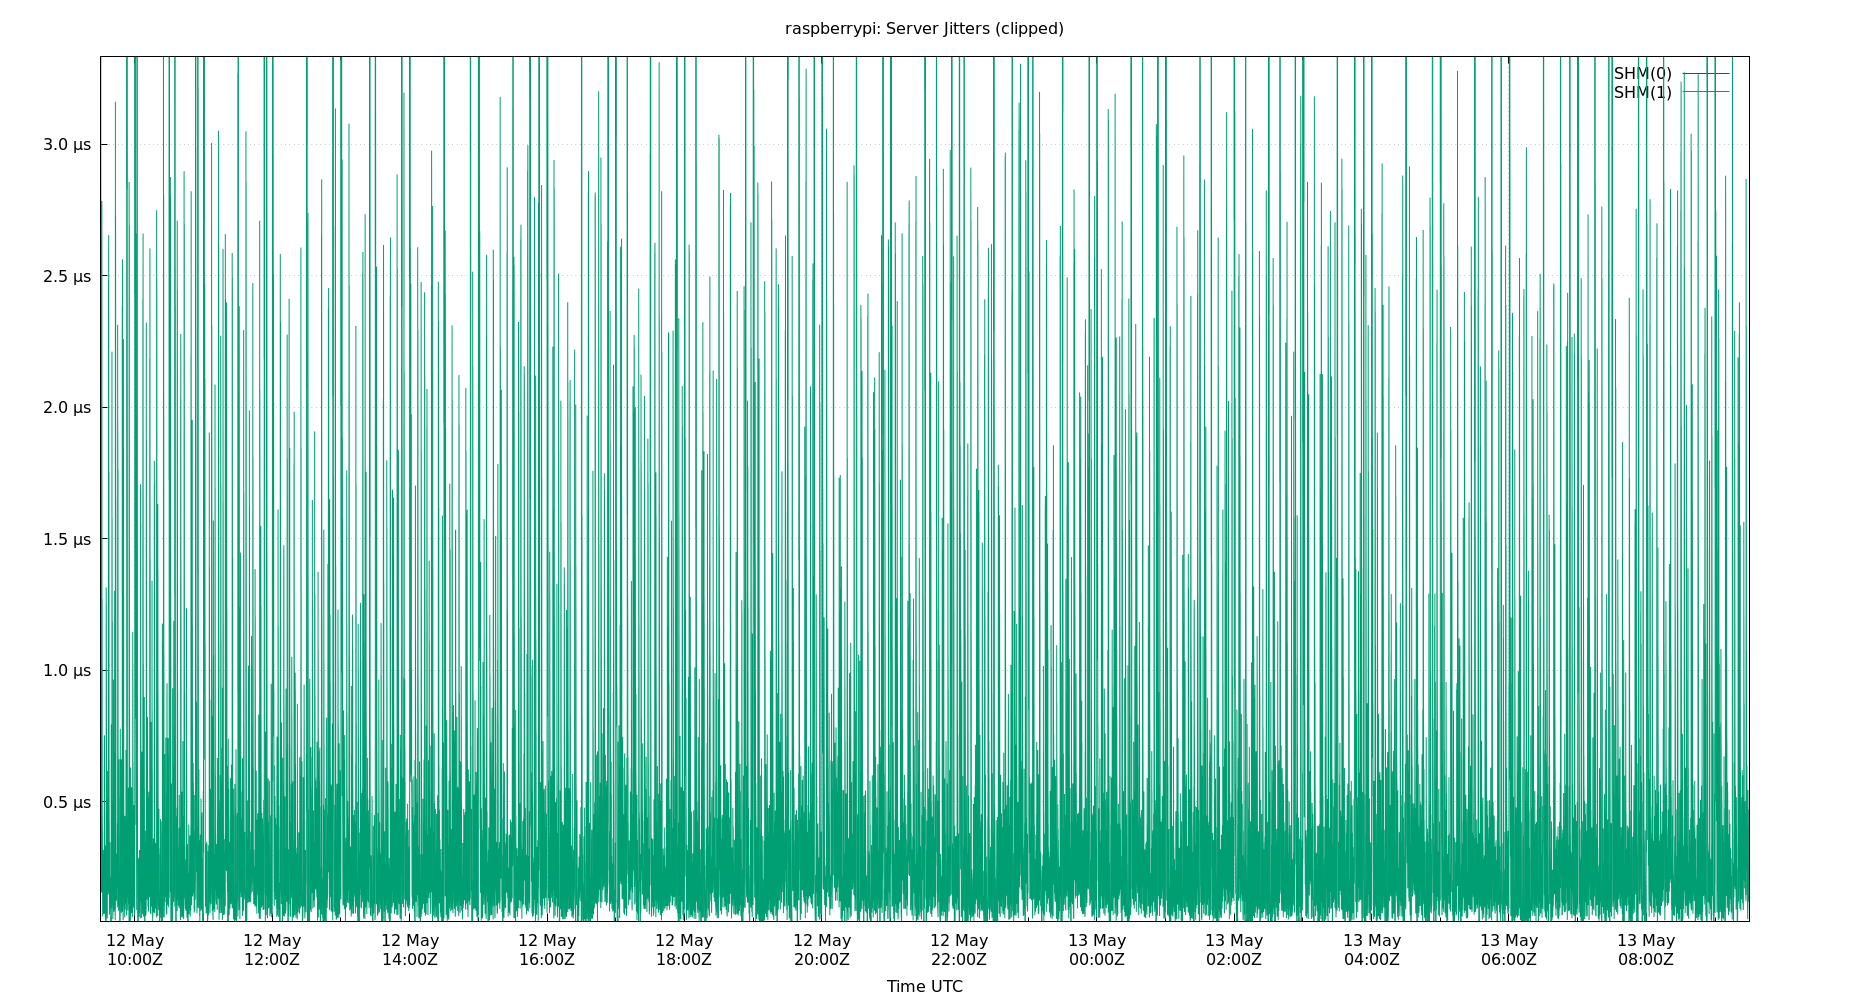 raspberrypi: Server Jitters (clipped)
SHM(0)
SHM(1)
3.0 µs
2.5 µs
2.0 µs
1.5 µs
1.0 µs
0.5 µs
12 May 12 May 12 May 12 May 12 May 12 May 12 May 13 May 13 May 13 May 13 May 13 May
10:00Z 12:00Z 14:00Z 16:00Z 18:00Z 20:00Z 22:00Z 00:00Z 02:00Z 04:00Z 06:00Z 08:00Z
Time UTC